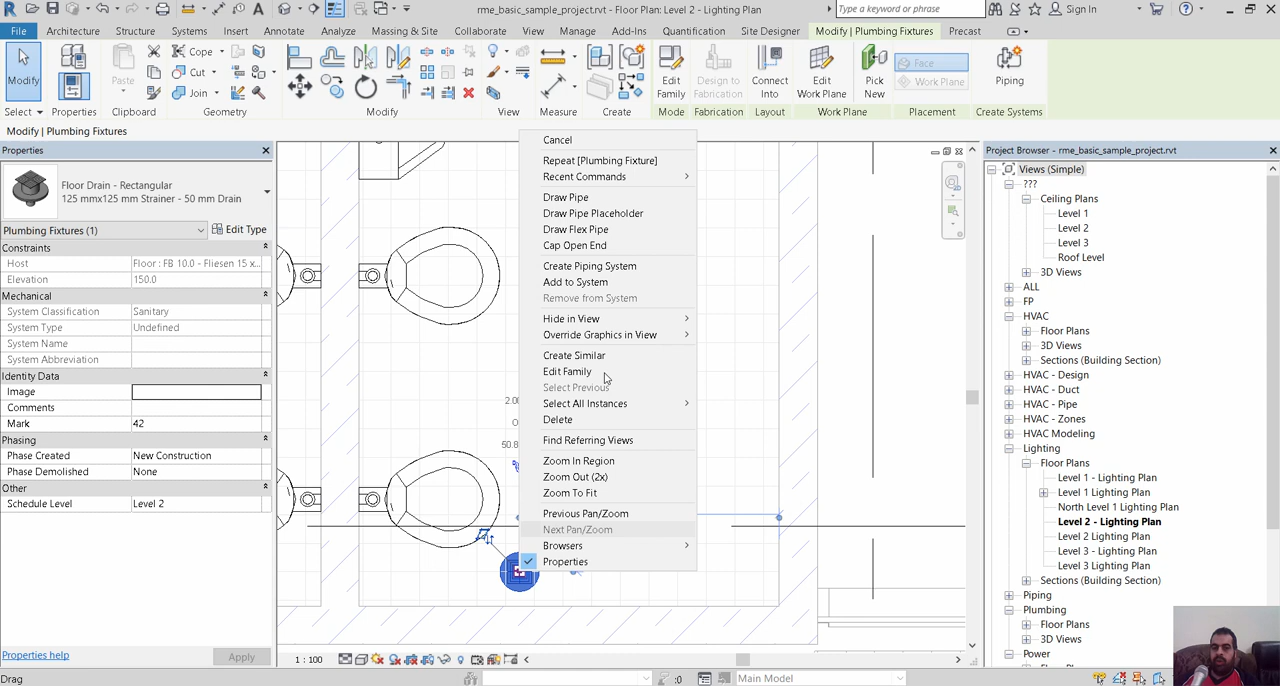 rme_basic_sample_project.rvt - Floor Plan: Level 2 - Lighting Plan
Type a keyword or phrase
Sign In
File
Architecture
Structure
Insert
Annotate
Analyze
Massing & Site
Collaborate
View
Manage
Add-Ins
Quantification
Site Designer
Modify | Plumbing Fixtures
Precast
Modify
Select
Properties
Paste
Clipboard
Cope
Cut
Join
Geometry
Modify
View
Measure
Create
Edit Family
Mode
Design to Fabrication
Fabrication
Connect Into
Layout
Edit Work Plane
Work Plane
Pick New
Face
Work Plane
Placement
Piping
Create Systems
Modify | Plumbing Fixtures
Properties
Floor Drain - Rectangular
125 mmx125 mm Strainer - 50 mm Drain
Plumbing Fixtures (1)
Edit Type
Constraints
Host Floor : FB 10.0 - Fliesen 15 x...
Elevation 150.0
Mechanical
System Classification Sanitary
System Type Undefined
System Name
System Abbreviation
Identity Data
Image
Comments
Mark 42
Phasing
Phase Created New Construction
Phase Demolished None
Other
Schedule Level Level 2
Properties help
Apply
Drag
Cancel
Repeat [Plumbing Fixture]
Recent Commands
Draw Pipe
Draw Pipe Placeholder
Draw Flex Pipe
Cap Open End
Create Piping System
Add to System
Remove from System
Hide in View
Override Graphics in View
Create Similar
Edit Family
Select Previous
Select All Instances
Delete
Find Referring Views
Zoom In Region
Zoom Out (2x)
Zoom To Fit
Previous Pan/Zoom
Next Pan/Zoom
Browsers
Properties
1 : 100
:0
Main Model
Project Browser - rme_basic_sample_project.rvt
Views (Simple)
???
Ceiling Plans
Level 1
Level 2
Level 3
Roof Level
3D Views
ALL
FP
HVAC
Floor Plans
3D Views
Sections (Building Section)
HVAC - Design
HVAC - Duct
HVAC - Pipe
HVAC - Zones
HVAC Modeling
Lighting
Floor Plans
Level 1 - Lighting Plan
Level 1 Lighting Plan
North Level 1 Lighting Plan
Level 2 - Lighting Plan
Level 2 Lighting Plan
Level 3 - Lighting Plan
Level 3 Lighting Plan
Sections (Building Section)
Piping
Plumbing
Floor Plans
3D Views
Power